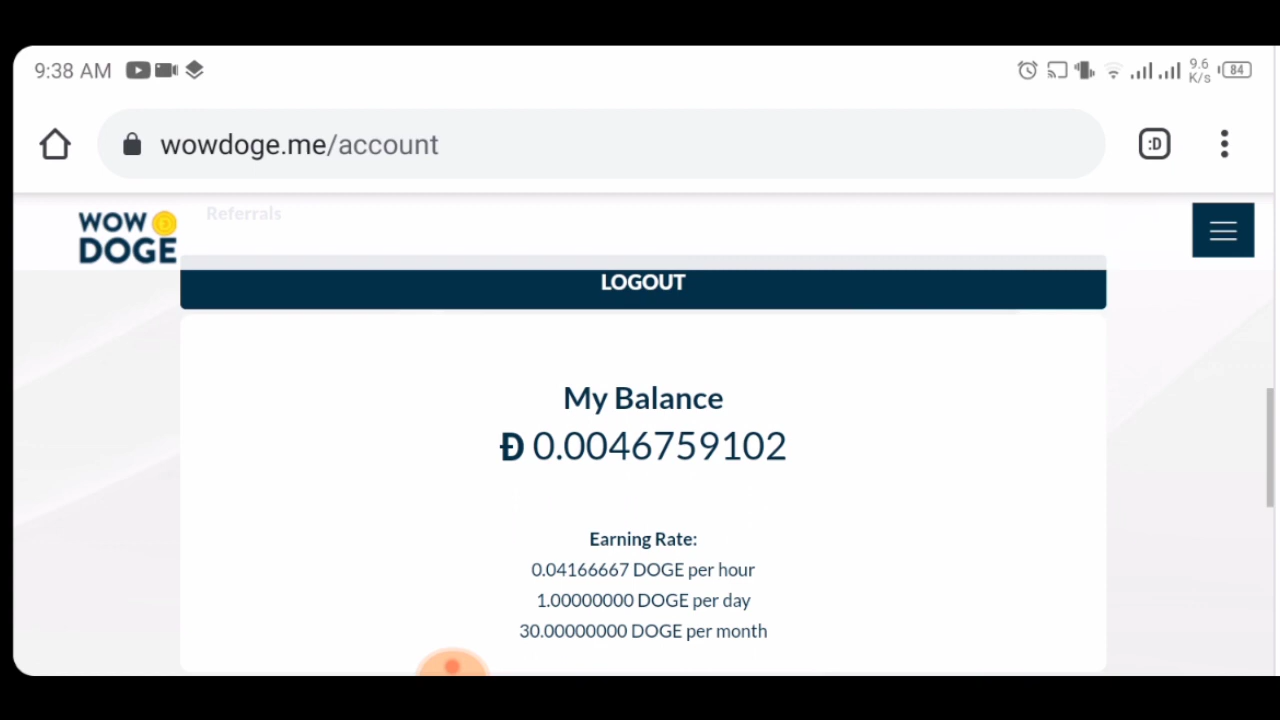 9:38 AM
9.6
K/s
84
wowdoge.me/account
:D
WOW
DOGE
Referrals
LOGOUT
My Balance
Ð 0.0046759102
Earning Rate:
0.04166667 DOGE per hour
1.00000000 DOGE per day
30.00000000 DOGE per month